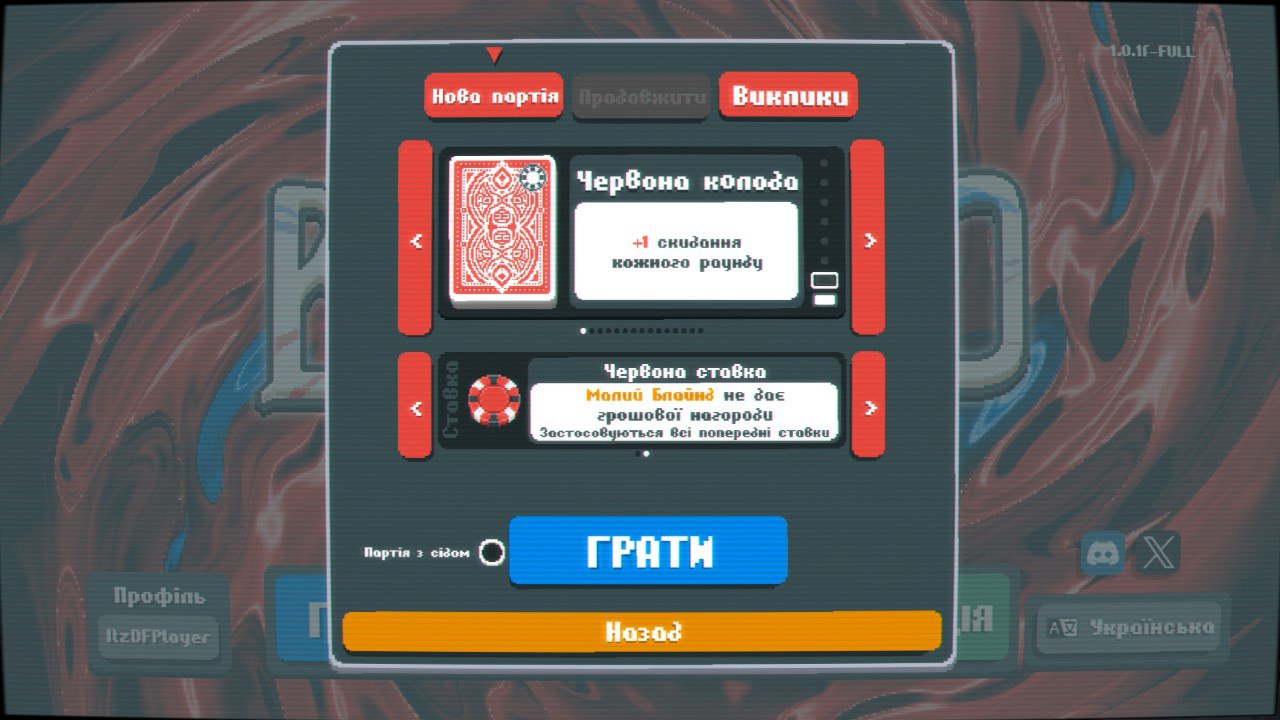 1.0.1f-FULL
Нова партія
Продовжити
Виклики
Червона колода
+1 скидання
кожного раунду
Ставка
Червона ставка
Малий Блайнд не дає
грошової нагороди
Застосовуються всі попередні ставки
Партія з сідом
ГРАТИ
Назад
Профіль
ItzDFPlayer
Українська